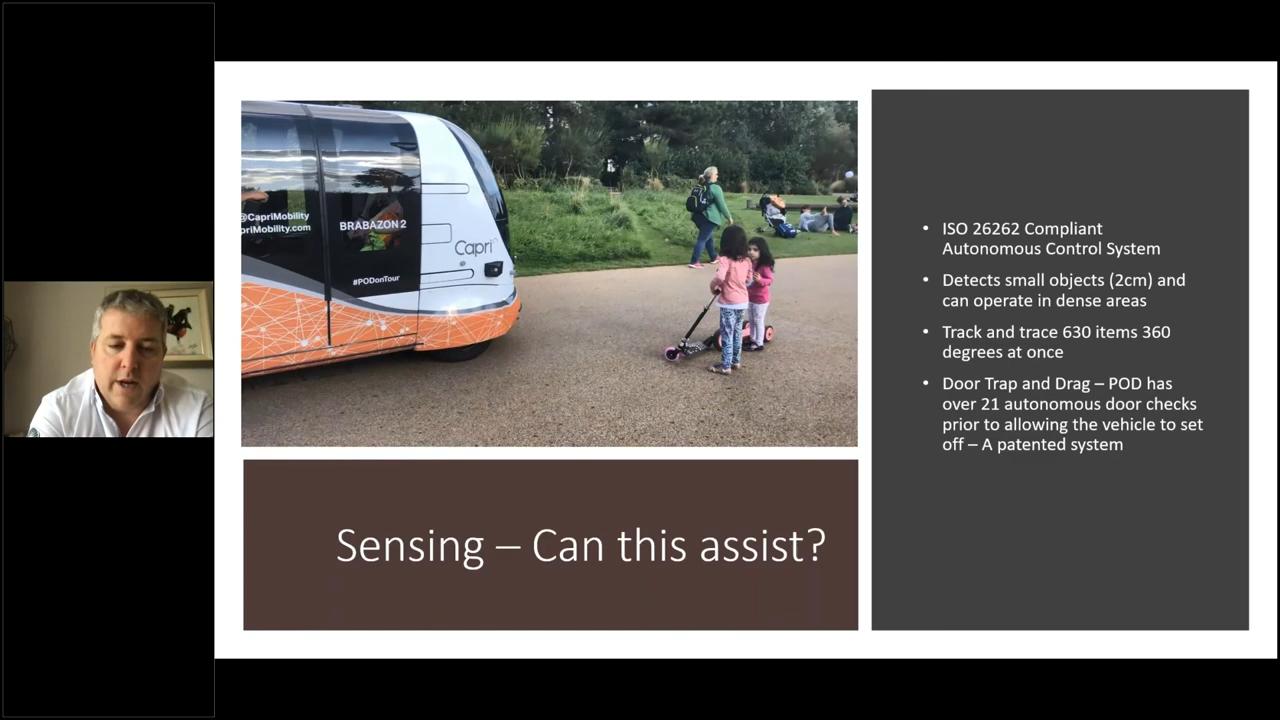 @CapriMobility
priMobility.com
BRABAZON 2
Capri
#PODonTour
Sensing – Can this assist?
• ISO 26262 Compliant
Autonomous Control System
• Detects small objects (2cm) and
can operate in dense areas
• Track and trace 630 items 360
degrees at once
• Door Trap and Drag – POD has
over 21 autonomous door checks
prior to allowing the vehicle to set
off – A patented system